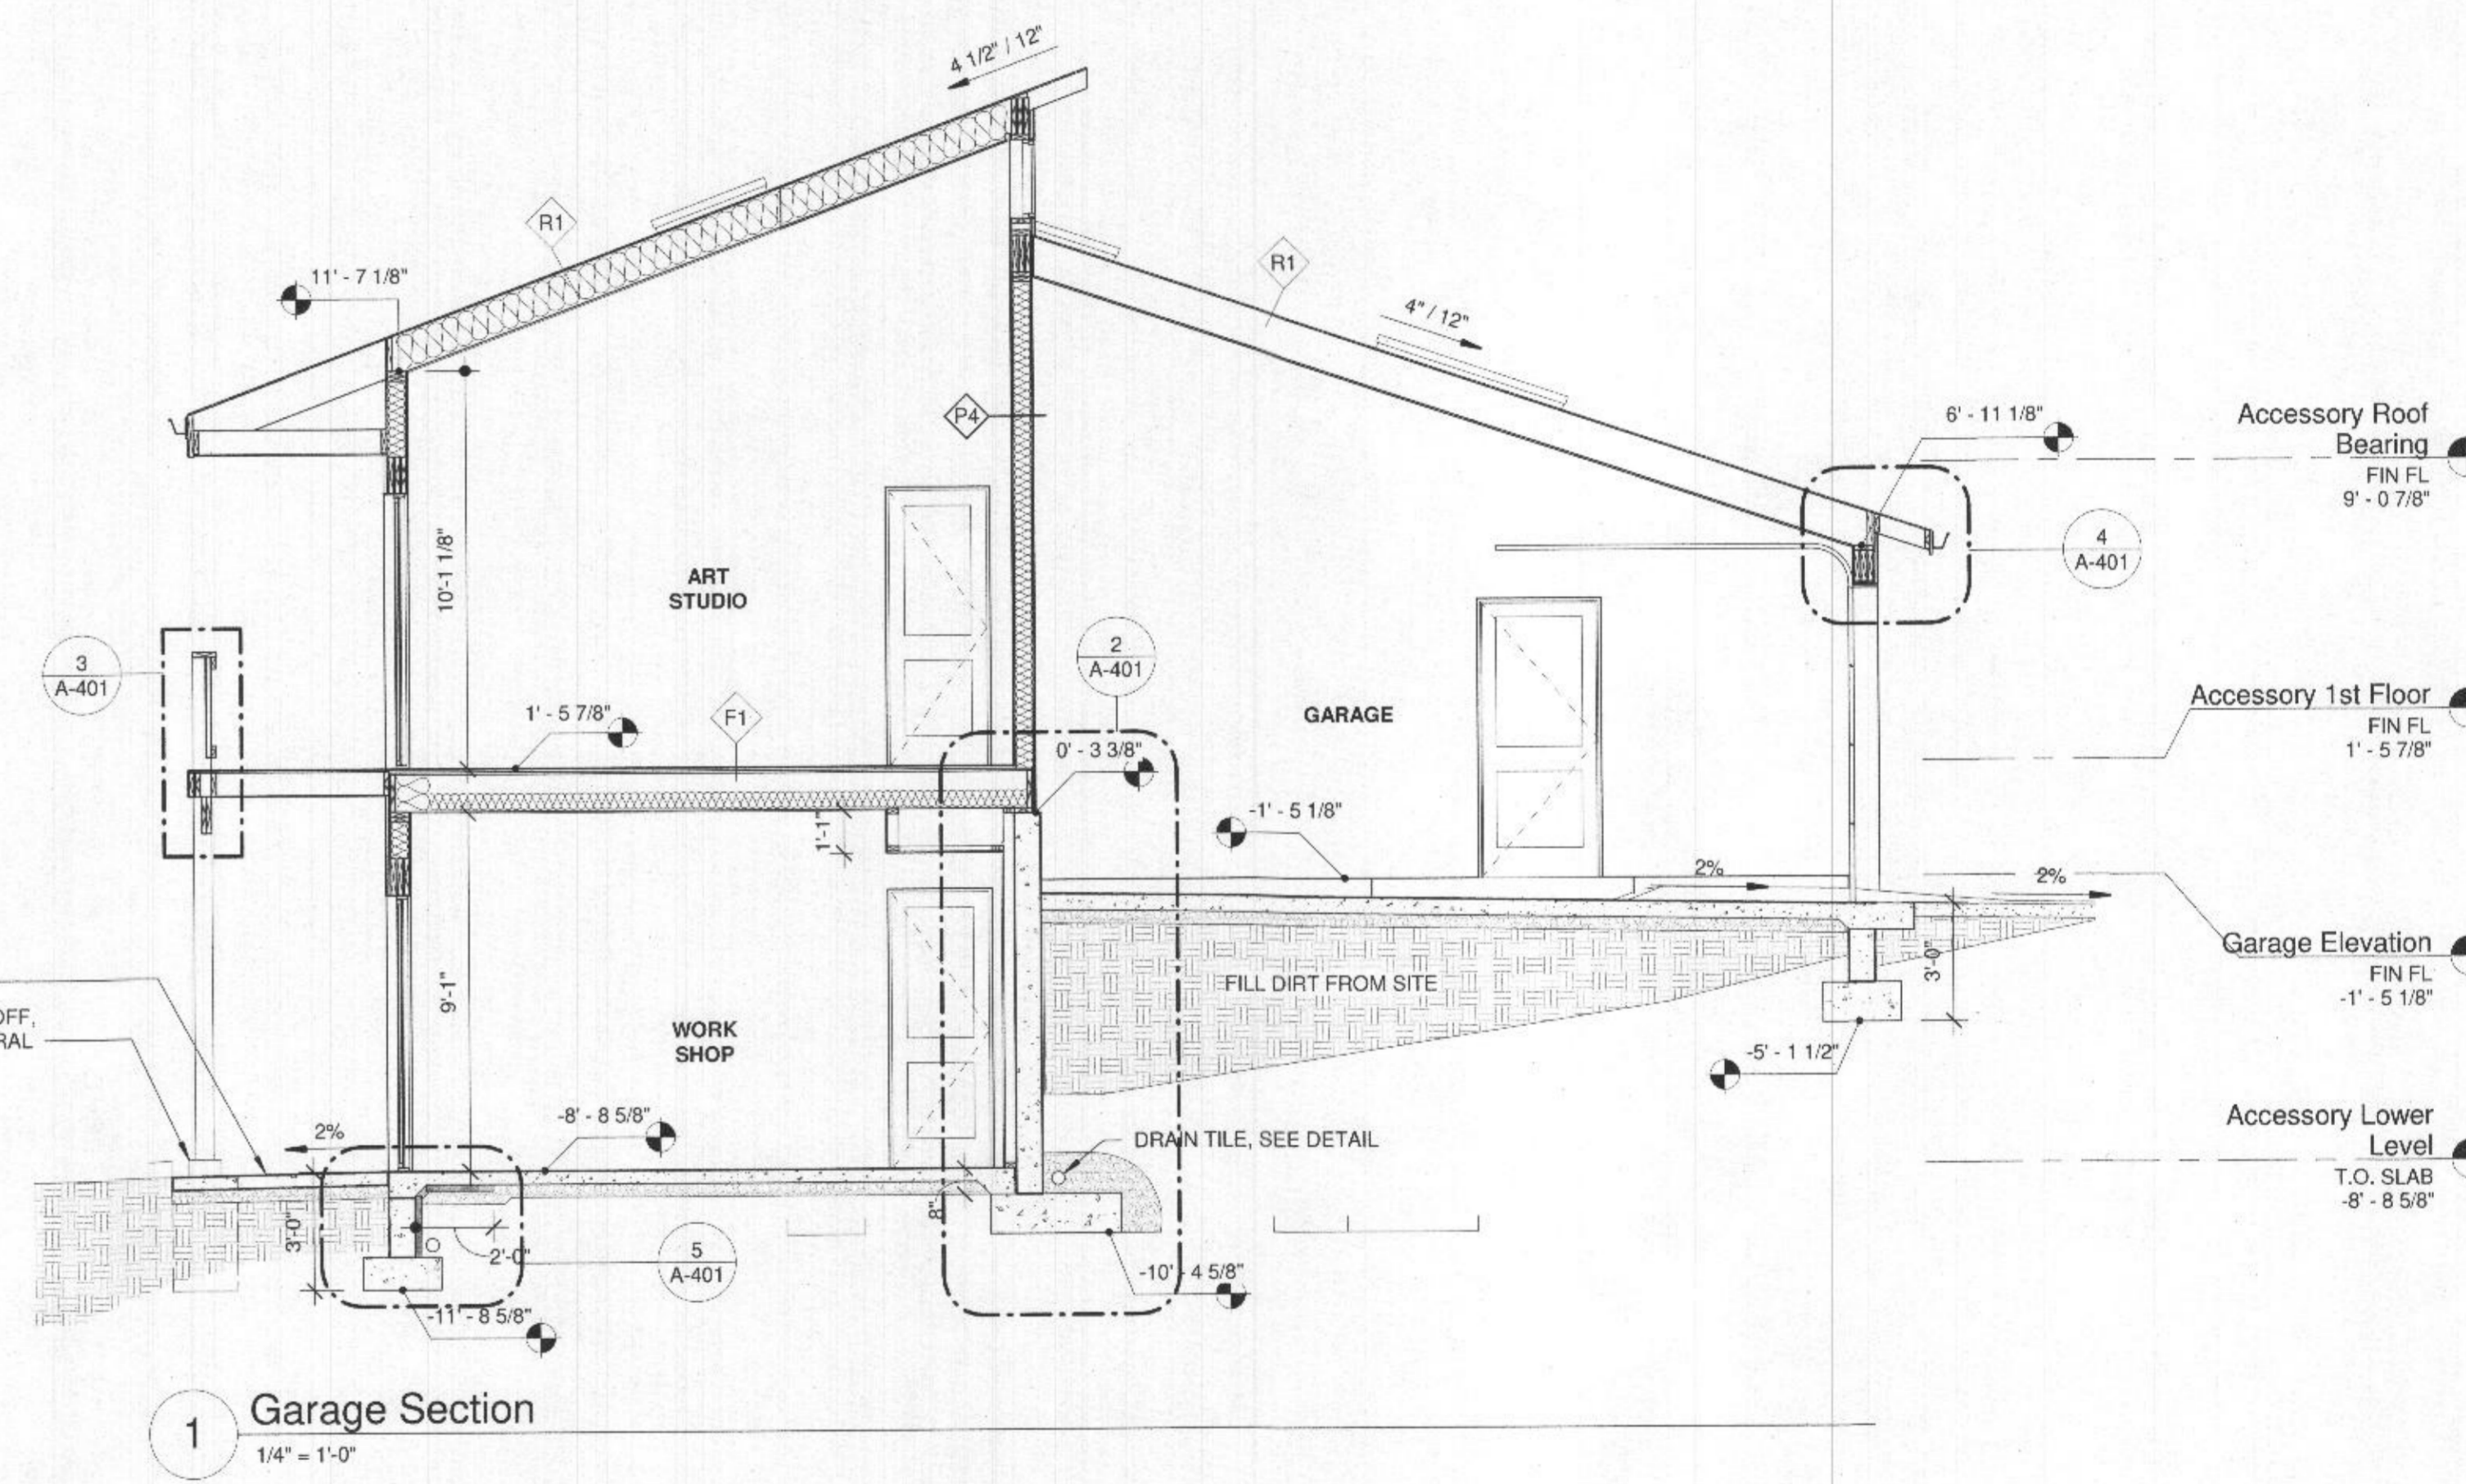 4 1/2" / 12"
R1
11' - 7 1/8"
R1
4" / 12"
P4
6' - 11 1/8"
Accessory Roof
Bearing
FIN FL
9' - 0 7/8"
4
A-401
10'-1 1/8"
ART
STUDIO
3
A-401
2
A-401
1' - 5 7/8"
F1
0' - 3 3/8"
GARAGE
Accessory 1st Floor
FIN FL
1' - 5 7/8"
1'-1"
-1' - 5 1/8"
2%
2%
Garage Elevation
FIN FL
-1' - 5 1/8"
9'-1"
FILL DIRT FROM SITE
3'-0"
OFF,
RAL
WORK
SHOP
-5' - 1 1/2"
-8' - 8 5/8"
2%
DRAIN TILE, SEE DETAIL
Accessory Lower
Level
T.O. SLAB
-8' - 8 5/8"
8"
3'-0"
2'-0"
5
A-401
-10' - 4 5/8"
-11' - 8 5/8"
1
Garage Section
1/4" = 1'-0"